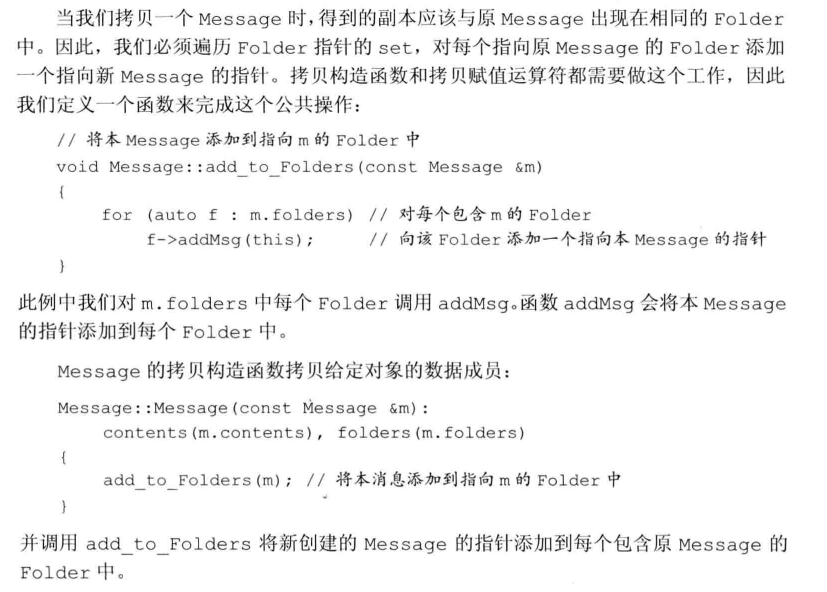 当我们拷贝一个 Message 时，得到的副本应该与原 Message 出现在相同的 Folder
中。因此，我们必须遍历 Folder 指针的 set，对每个指向原 Message 的 Folder 添加
一个指向新 Message 的指针。拷贝构造函数和拷贝赋值运算符都需要做这个工作，因此
我们定义一个函数来完成这个公共操作：
// 将本 Message 添加到指向 m 的 Folder 中
void Message::add_to_Folders(const Message &m)
{
for (auto f : m.folders) // 对每个包含 m 的 Folder
f->addMsg(this); // 向该 Folder 添加一个指向本 Message 的指针
}
此例中我们对 m.folders 中每个 Folder 调用 addMsg。函数 addMsg 会将本 Message
的指针添加到每个 Folder 中。
Message 的拷贝构造函数拷贝给定对象的数据成员：
Message::Message(const Message &m):
contents(m.contents), folders(m.folders)
{
add_to_Folders(m); // 将本消息添加到指向 m 的 Folder 中
}
并调用 add_to_Folders 将新创建的 Message 的指针添加到每个包含原 Message 的
Folder 中。